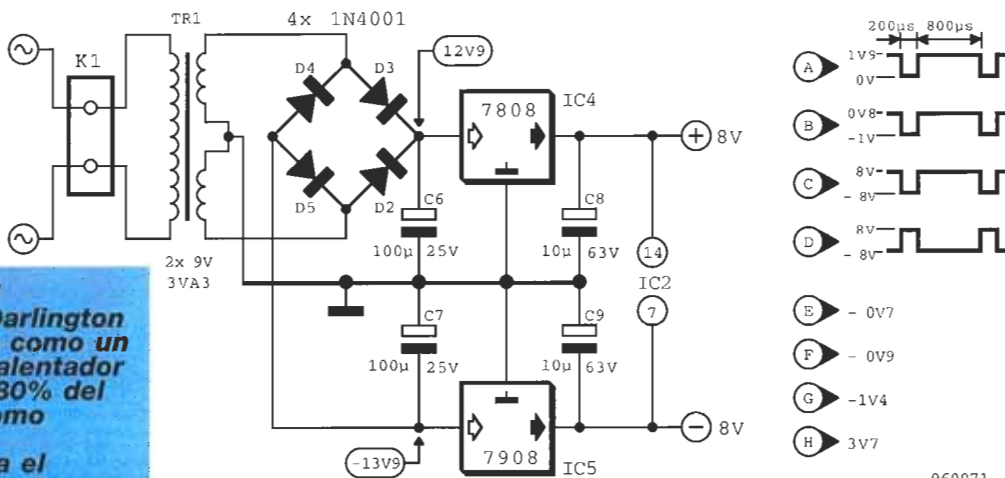 TR1
4x 1N4001
K1
D4
D3
D5
D2
12V9
7808
IC4
+ 8V
C6
100µ 25V
C8
10µ 63V
2x 9V
3VA3
14
IC2
7
C7
100µ 25V
C9
10µ 63V
7908
IC5
-13V9
− 8V
200µs 800µs
A 1V9
0V
B 0V8
-1V
C 8V
- 8V
D 8V
- 8V
E - 0V7
F - 0V9
G -1V4
H 3V7
Darlington
como un
alentador
80% del
omo
a el